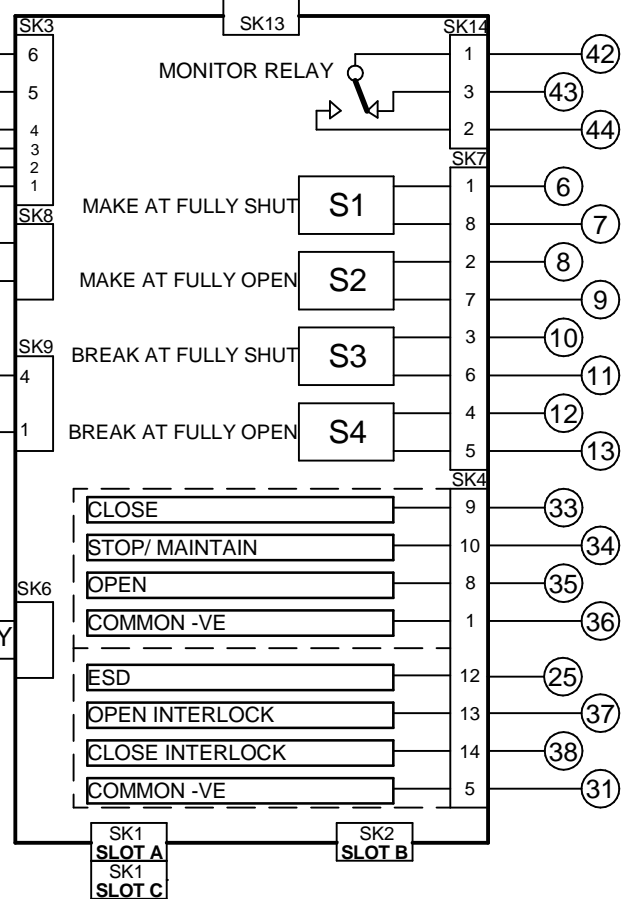 SK3
SK13
SK14
6
MONITOR RELAY
1
42
5
3
43
4
2
44
3
2
1
SK7
MAKE AT FULLY SHUT
S1
1
6
8
7
SK8
MAKE AT FULLY OPEN
S2
2
8
7
9
SK9
BREAK AT FULLY SHUT
S3
3
10
4
6
11
1
BREAK AT FULLY OPEN
S4
4
12
5
13
SK4
CLOSE
9
33
STOP/ MAINTAIN
10
34
SK6
OPEN
8
35
COMMON -VE
1
36
Y
ESD
12
25
OPEN INTERLOCK
13
37
CLOSE INTERLOCK
14
38
COMMON -VE
5
31
SK1
SLOT A
SK2
SLOT B
SK1
SLOT C